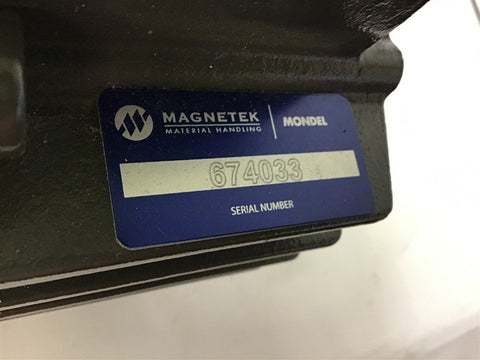 MAGNETEK
MATERIAL HANDLING
MONDEL
674033
SERIAL NUMBER